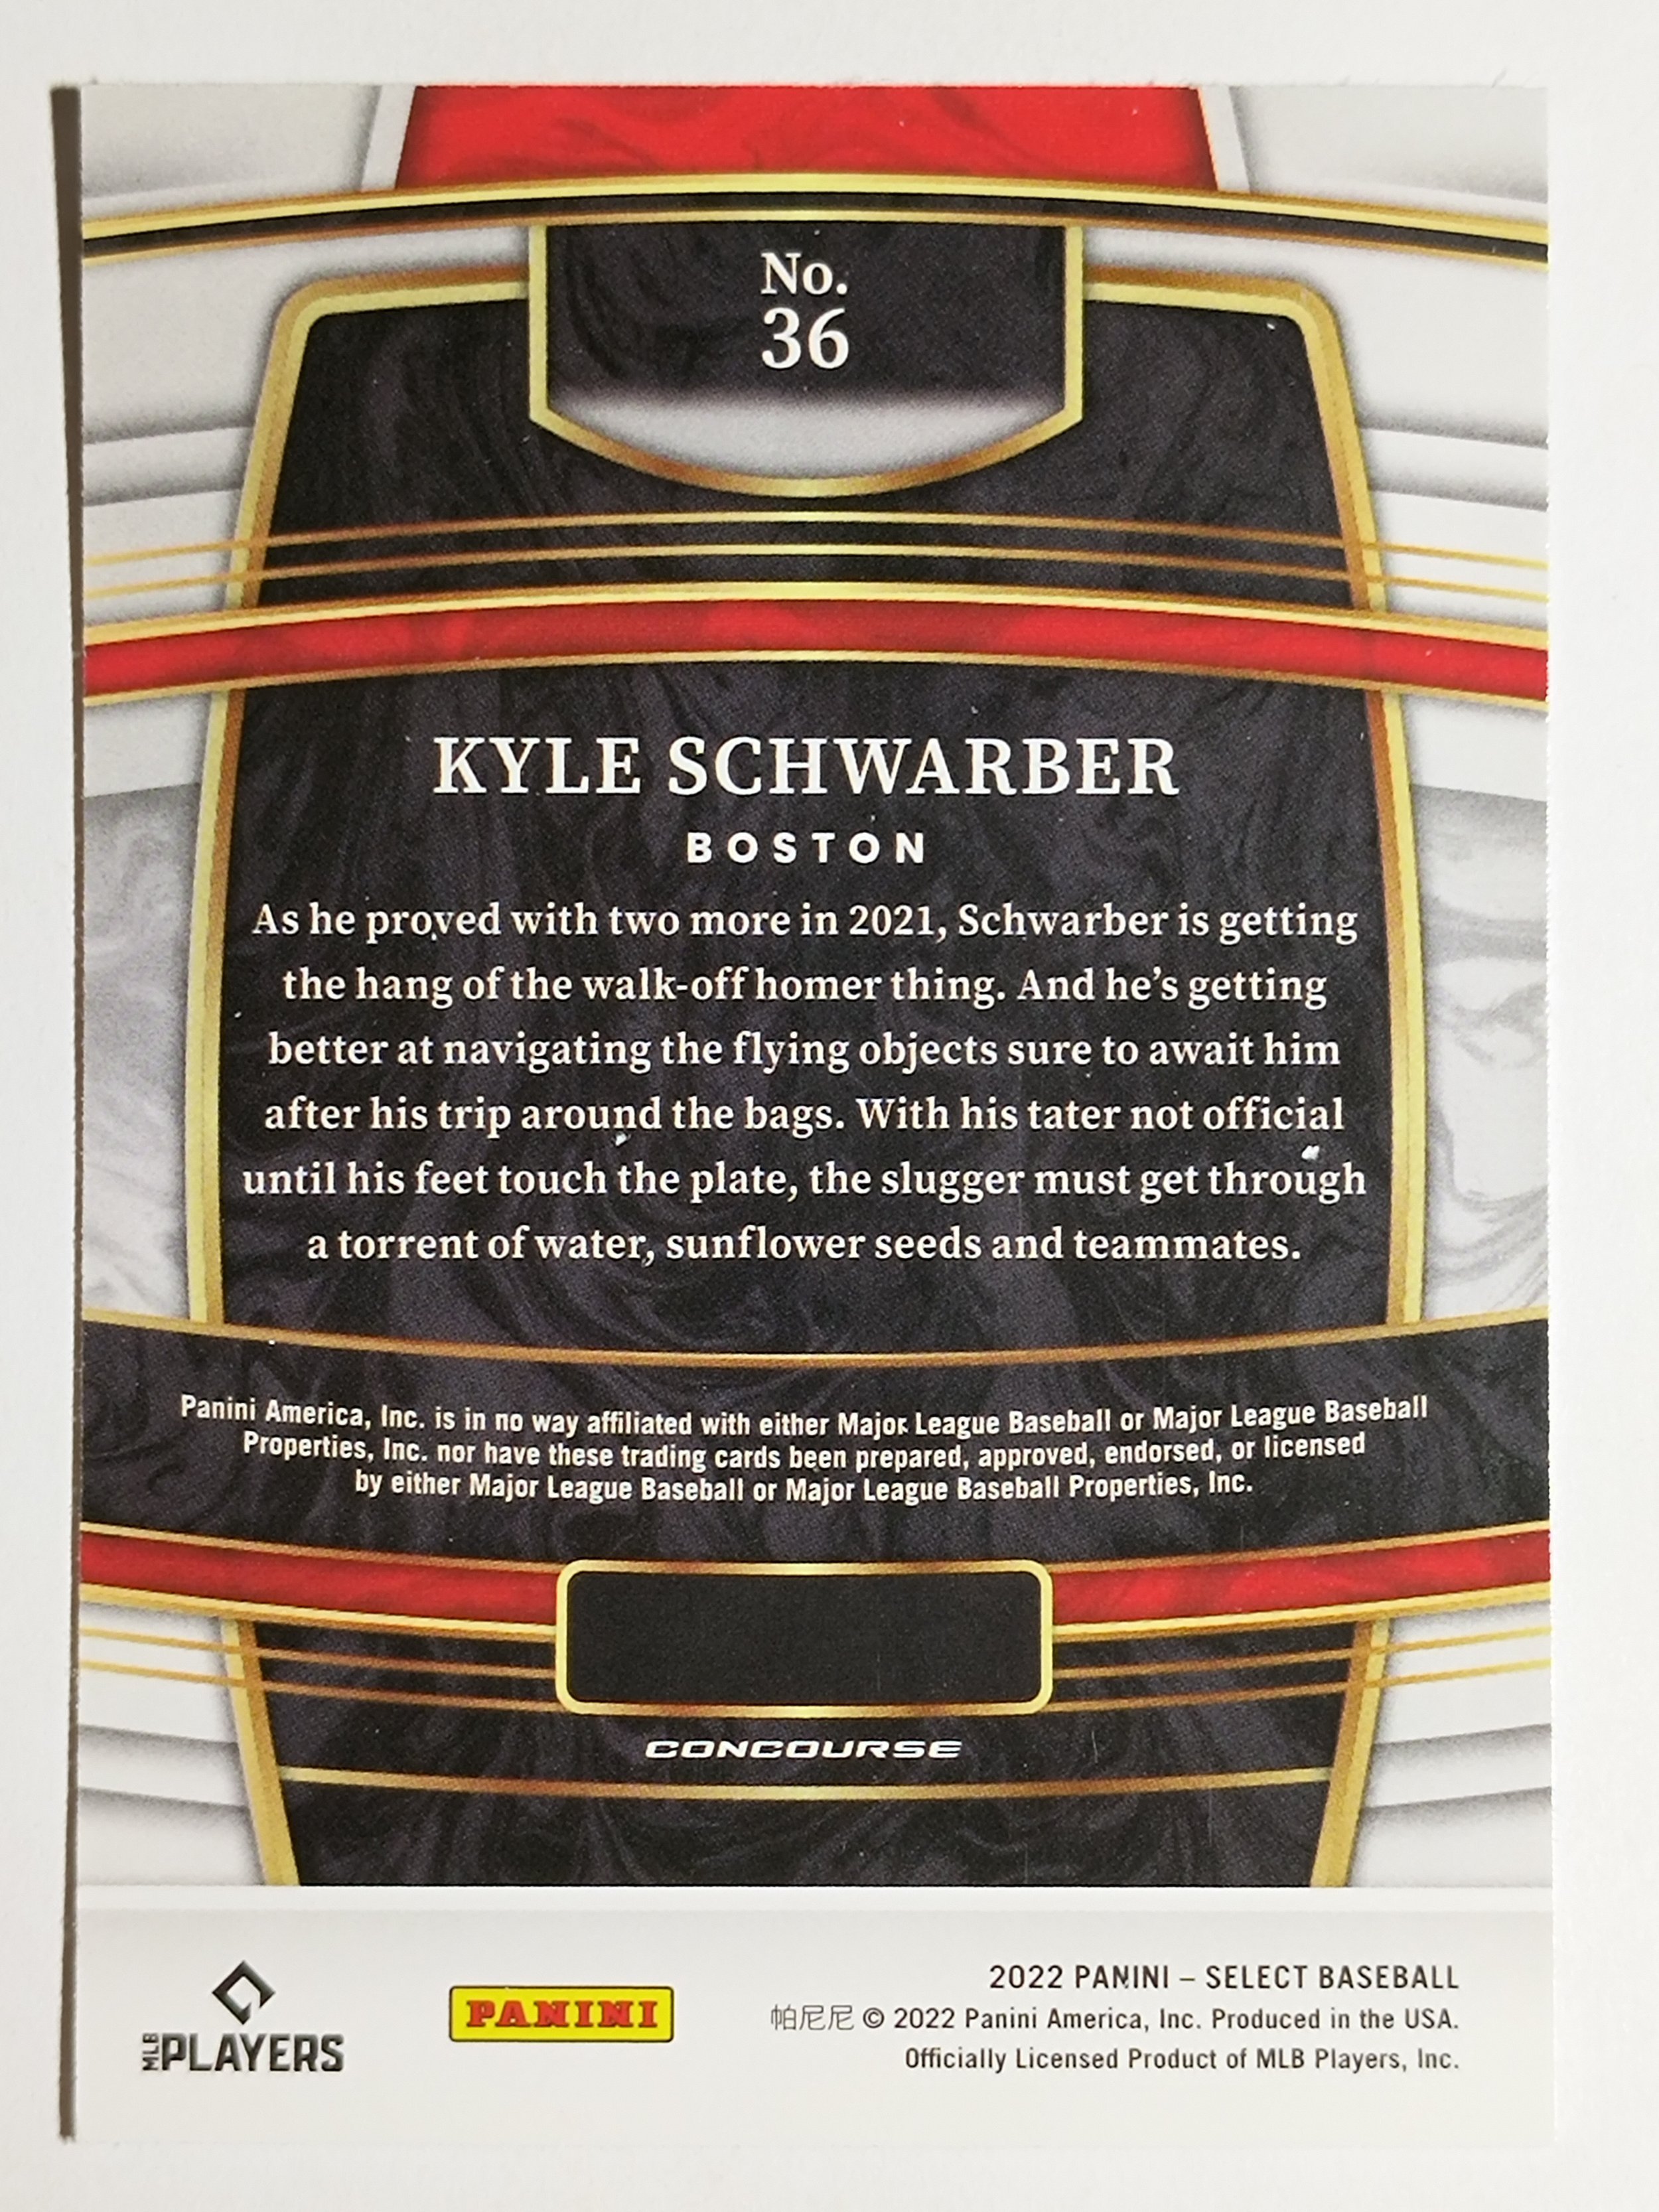 No.
36
KYLE SCHWARBER
BOSTON
As he proved with two more in 2021, Schwarber is getting
the hang of the walk-off homer thing. And he's getting
better at navigating the flying objects sure to await him
after his trip around the bags. With his tater not official
until his feet touch the plate, the slugger must get through
a torrent of water, sunflower seeds and teammates.
Panini America, Inc. is in no way affiliated with either Major League Baseball or Major League Baseball
Properties, Inc. nor have these trading cards been prepared, approved, endorsed, or licensed
by either Major League Baseball or Major League Baseball Properties, Inc.
CONCOURSE
MLB PLAYERS
PANINI
2022 PANINI – SELECT BASEBALL
帕尼尼 © 2022 Panini America, Inc. Produced in the USA.
Officially Licensed Product of MLB Players, Inc.